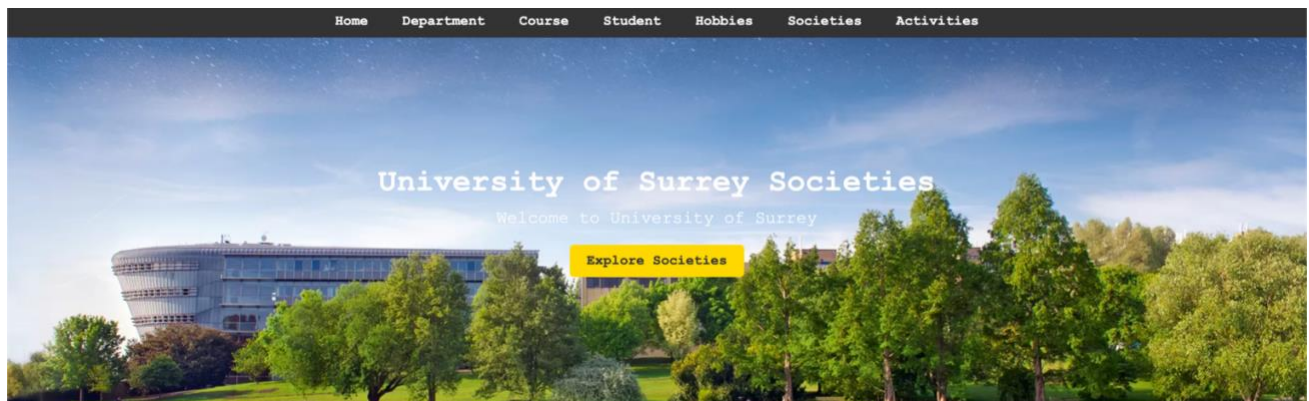 Home Department Course Student Hobbies Societies Activities
University of Surrey Societies
Welcome to University of Surrey
Explore Societies